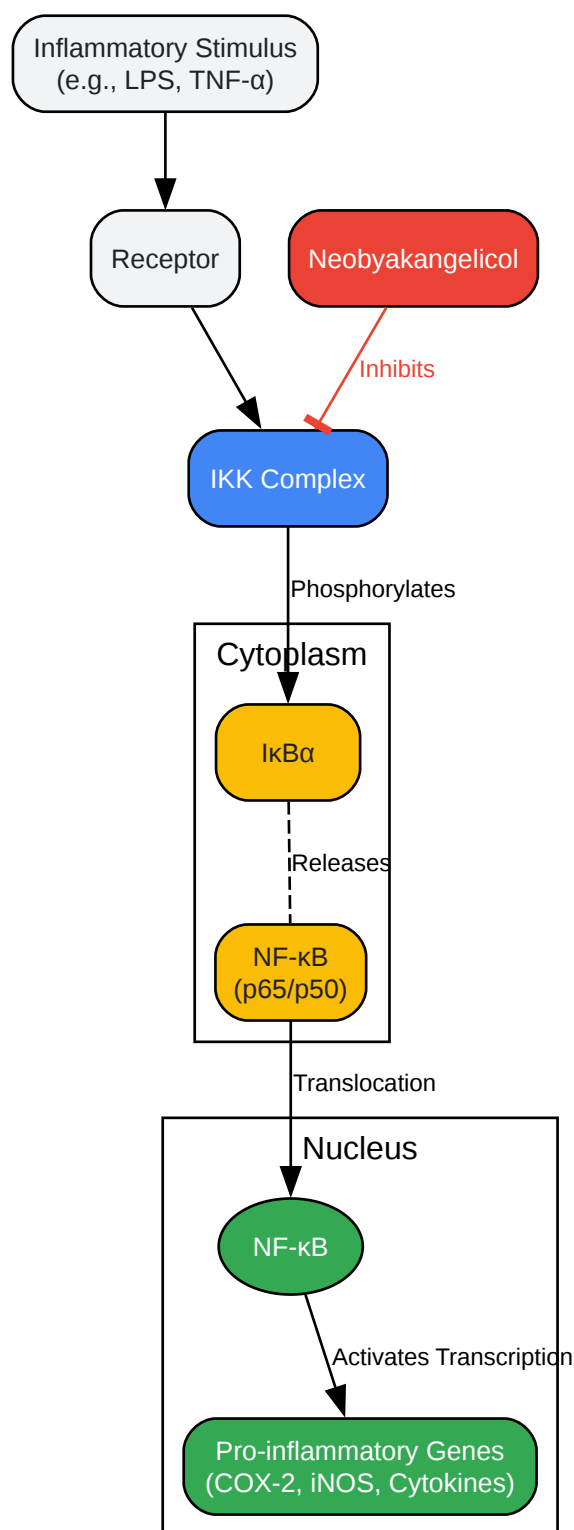 Inflammatory Stimulus
(e.g., LPS, TNF-α)
Receptor
Neobyakangelicol
Inhibits
IKK Complex
Phosphorylates
Cytoplasm
IκBα
Releases
NF-κB
(p65/p50)
Translocation
Nucleus
NF-κB
Activates Transcription
Pro-inflammatory Genes
(COX-2, iNOS, Cytokines)